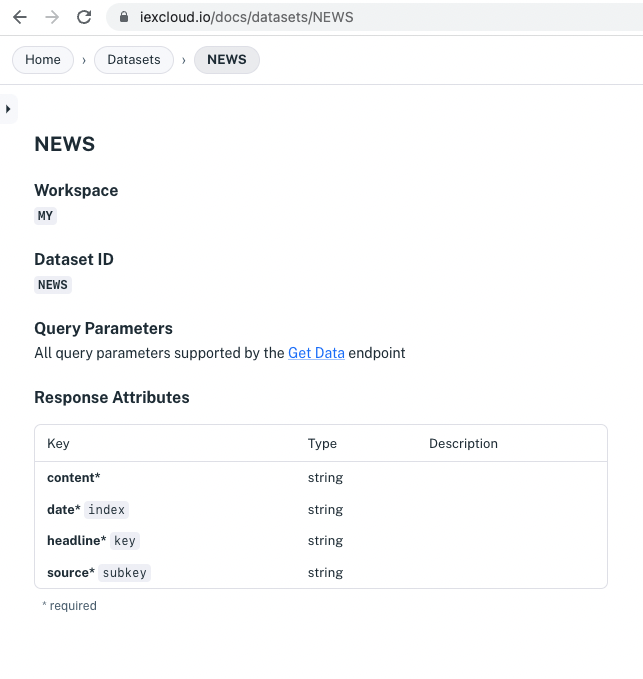 iexcloud.io/docs/datasets/NEWS
Home › Datasets › NEWS
NEWS
Workspace
MY
Dataset ID
NEWS
Query Parameters
All query parameters supported by the Get Data endpoint
Response Attributes
Key Type Description
content* string
date* index string
headline* key string
source* subkey string
* required